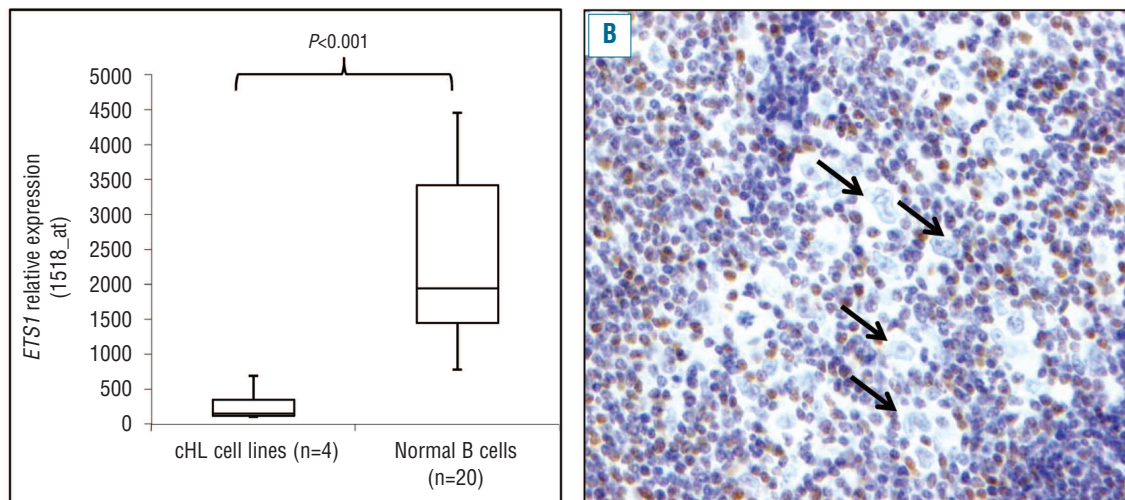 P<0.001
5000
4500
4000
3500
3000
2500
2000
1500
1000
500
0
ETS1 relative expression
(1518_at)
cHL cell lines (n=4)
Normal B cells
(n=20)
B